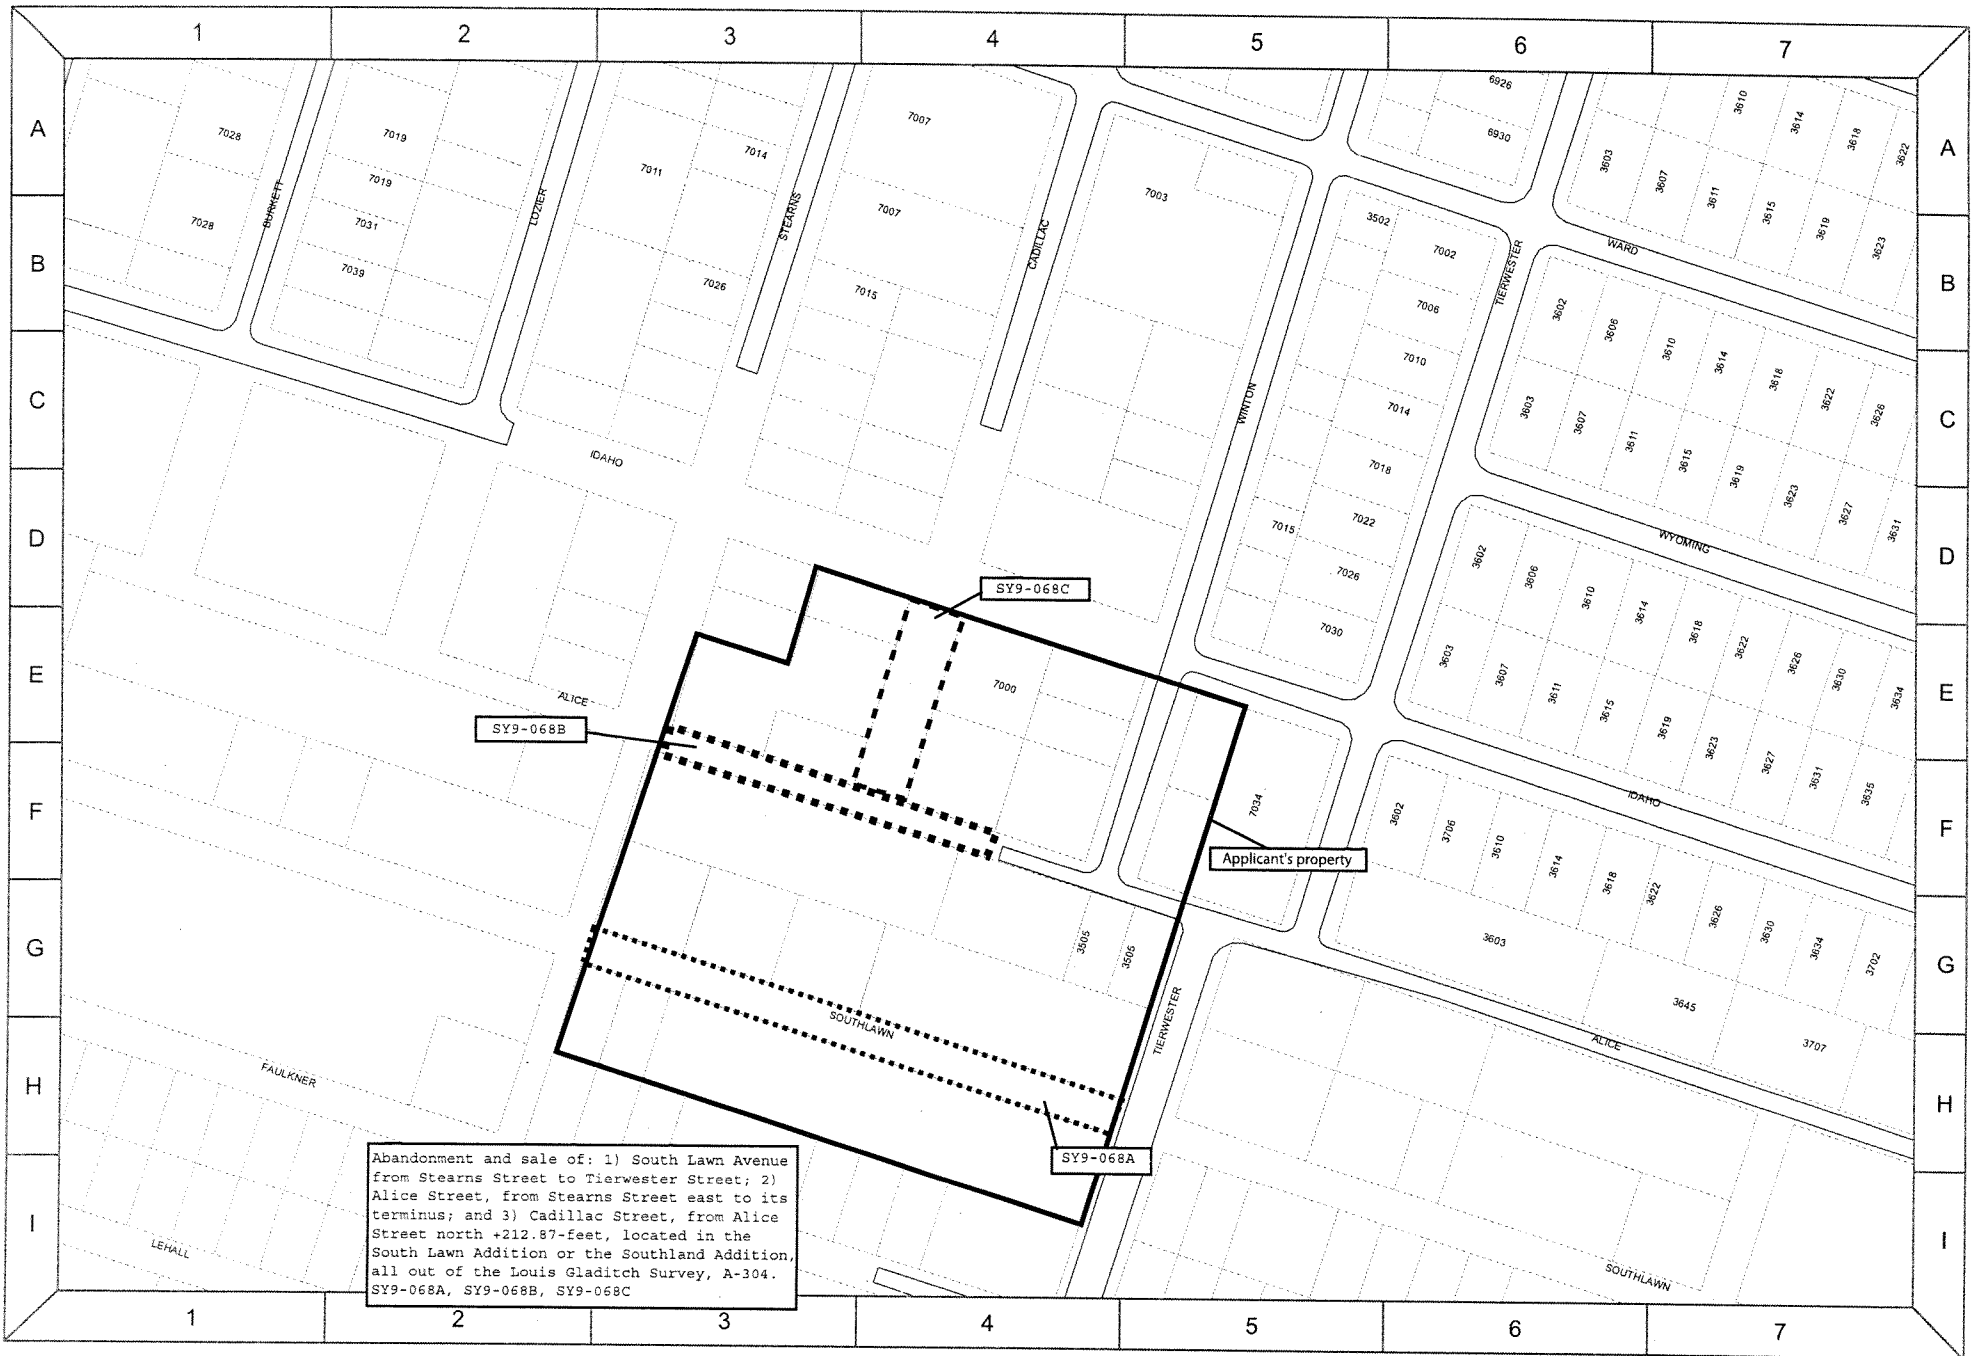 1 2 3 4 5 6 7
A
B
C
D
E
F
G
H
I
A
B
C
D
E
F
G
H
I
7028
7028
BURKETT
7019
7019
7031
7039
LOZIER
7011
7014
7026
STEARNS
7007
7007
7015
CADILLAC
7003
WINTON
3502
7002
7006
7010
7014
7018
7022
7015
7026
7030
TIERWESTER
6926
6930
3603
3607
3610
3611
3614
3615
3618
3619
3622
3623
WARD
3602
3606
3610
3614
3618
3622
3626
3603
3607
3611
3615
3619
3623
3627
3631
WYOMING
3602
3606
3610
3614
3618
3622
3626
3630
3634
3603
3607
3611
3615
3619
3623
3627
3631
3635
IDAHO
3602
3706
3610
3614
3618
3622
3626
3630
3634
3702
3603
3645
3707
ALICE
IDAHO
ALICE
SY9-068C
SY9-068B
7000
7034
Applicant's property
3505
3505
SOUTHLAWN
TIERWESTER
SY9-068A
FAULKNER
LEHALL
SOUTHLAWN
Abandonment and sale of: 1) South Lawn Avenue
from Stearns Street to Tierwester Street; 2)
Alice Street, from Stearns Street east to its
terminus; and 3) Cadillac Street, from Alice
Street north +212.87-feet, located in the
South Lawn Addition or the Southland Addition,
all out of the Louis Gladitch Survey, A-304.
SY9-068A, SY9-068B, SY9-068C
1 2 3 4 5 6 7